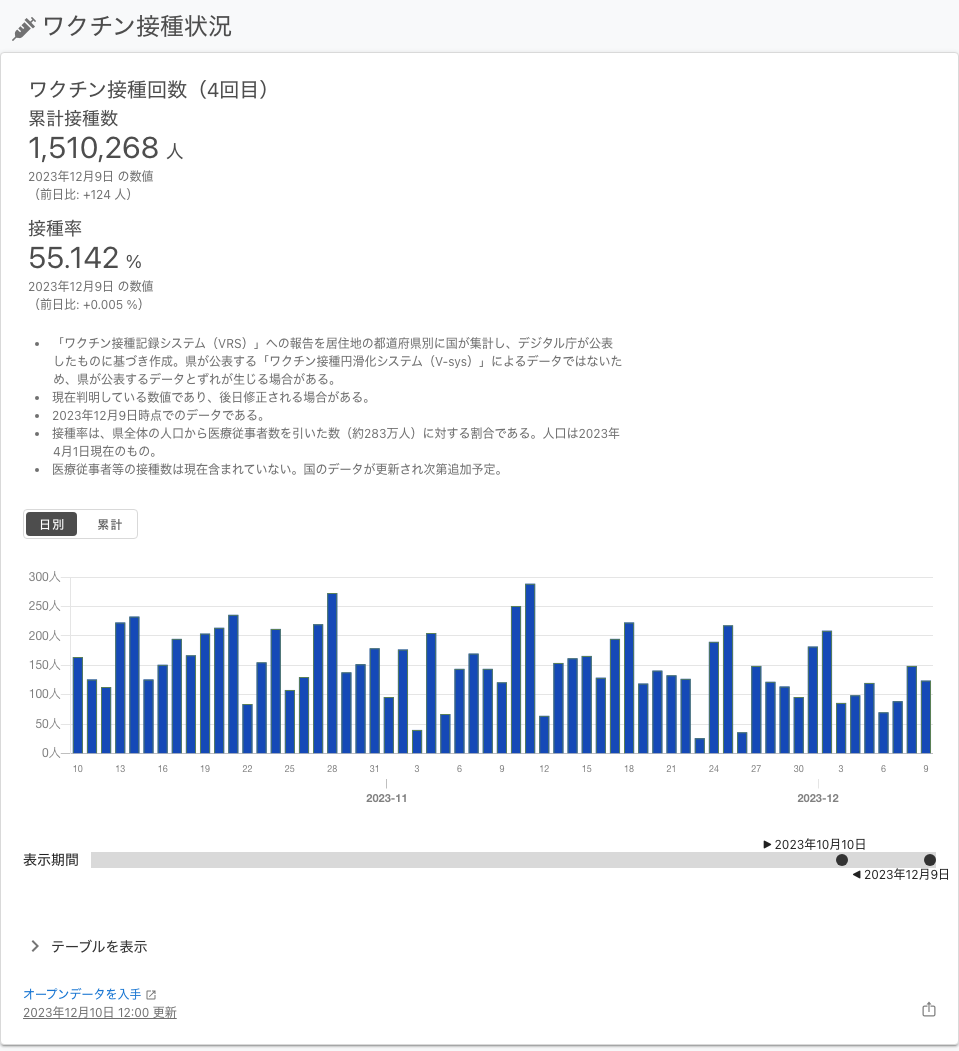 ワクチン接種状況
ワクチン接種回数（4回目）
累計接種数
1,510,268 人
2023年12月9日 の数値
（前日比: +124 人）
接種率
55.142 %
2023年12月9日 の数値
（前日比: +0.005 %）
• 「ワクチン接種記録システム（VRS）」への報告を居住地の都道府県別に国が集計し、デジタル庁が公表
したものに基づき作成。県が公表する「ワクチン接種円滑化システム（V-sys）」によるデータではないた
め、県が公表するデータとずれが生じる場合がある。
• 現在判明している数値であり、後日修正される場合がある。
• 2023年12月9日時点でのデータである。
• 接種率は、県全体の人口から医療従事者数を引いた数（約283万人）に対する割合である。人口は2023年
4月1日現在のもの。
• 医療従事者等の接種数は現在含まれていない。国のデータが更新され次第追加予定。
日別 累計
300人
250人
200人
150人
100人
50人
0人
10 13 16 19 22 25 28 31 3 6 9 12 15 18 21 24 27 30 3 6 9
2023-11 2023-12
▶ 2023年10月10日
表示期間
◀ 2023年12月9日
テーブルを表示
オープンデータを入手
2023年12月10日 12:00 更新